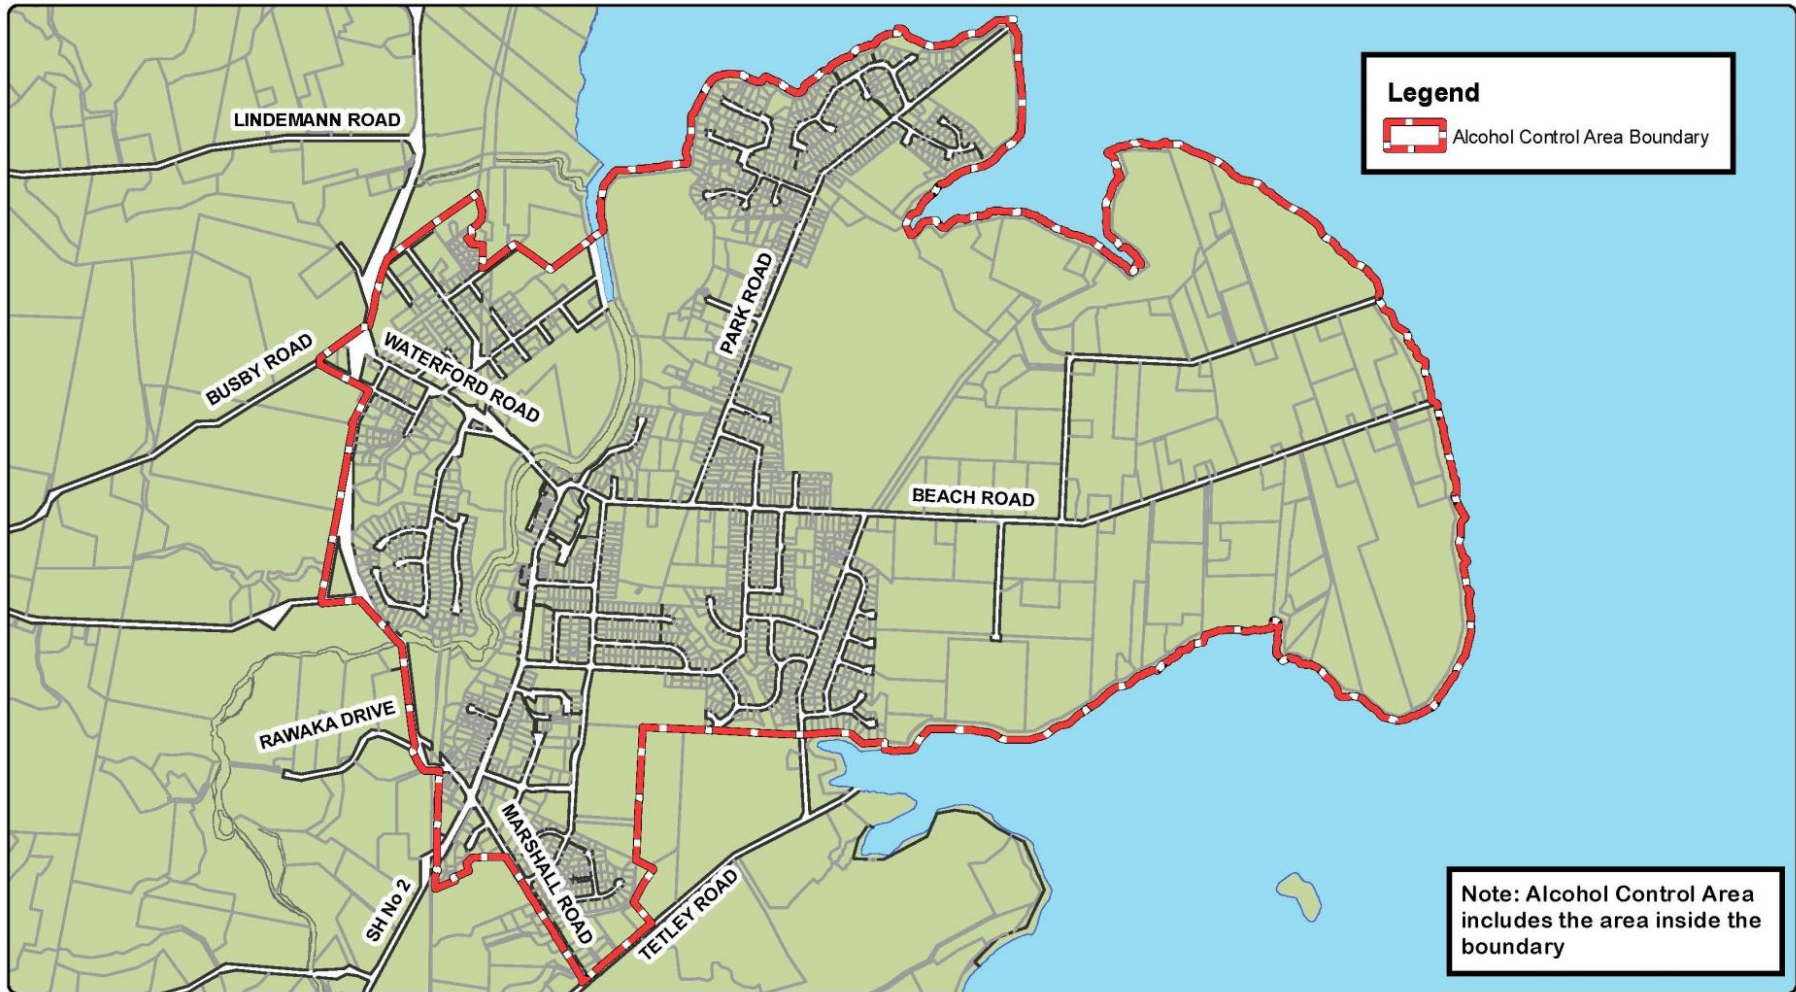 Legend
Alcohol Control Area Boundary
LINDEMANN ROAD
PARK ROAD
BUSBY ROAD
WATERFORD ROAD
BEACH ROAD
RAWAKA DRIVE
MARSHALL ROAD
SH No 2
TETLEY ROAD
Note: Alcohol Control Area
includes the area inside the
boundary